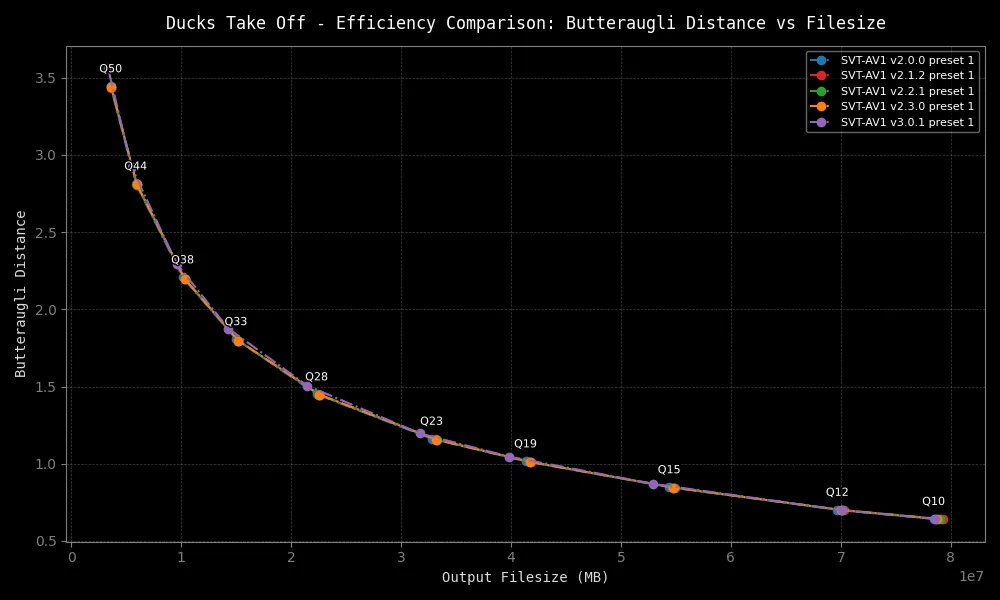 Ducks Take Off - Efficiency Comparison: Butteraugli Distance vs Filesize
SVT-AV1 v2.0.0 preset 1
SVT-AV1 v2.1.2 preset 1
SVT-AV1 v2.2.1 preset 1
SVT-AV1 v2.3.0 preset 1
SVT-AV1 v3.0.1 preset 1
Butteraugli Distance
3.5
3.0
2.5
2.0
1.5
1.0
0.5
Q50
Q44
Q38
Q33
Q28
Q23
Q19
Q15
Q12
Q10
0 1 2 3 4 5 6 7 8
1e7
Output Filesize (MB)